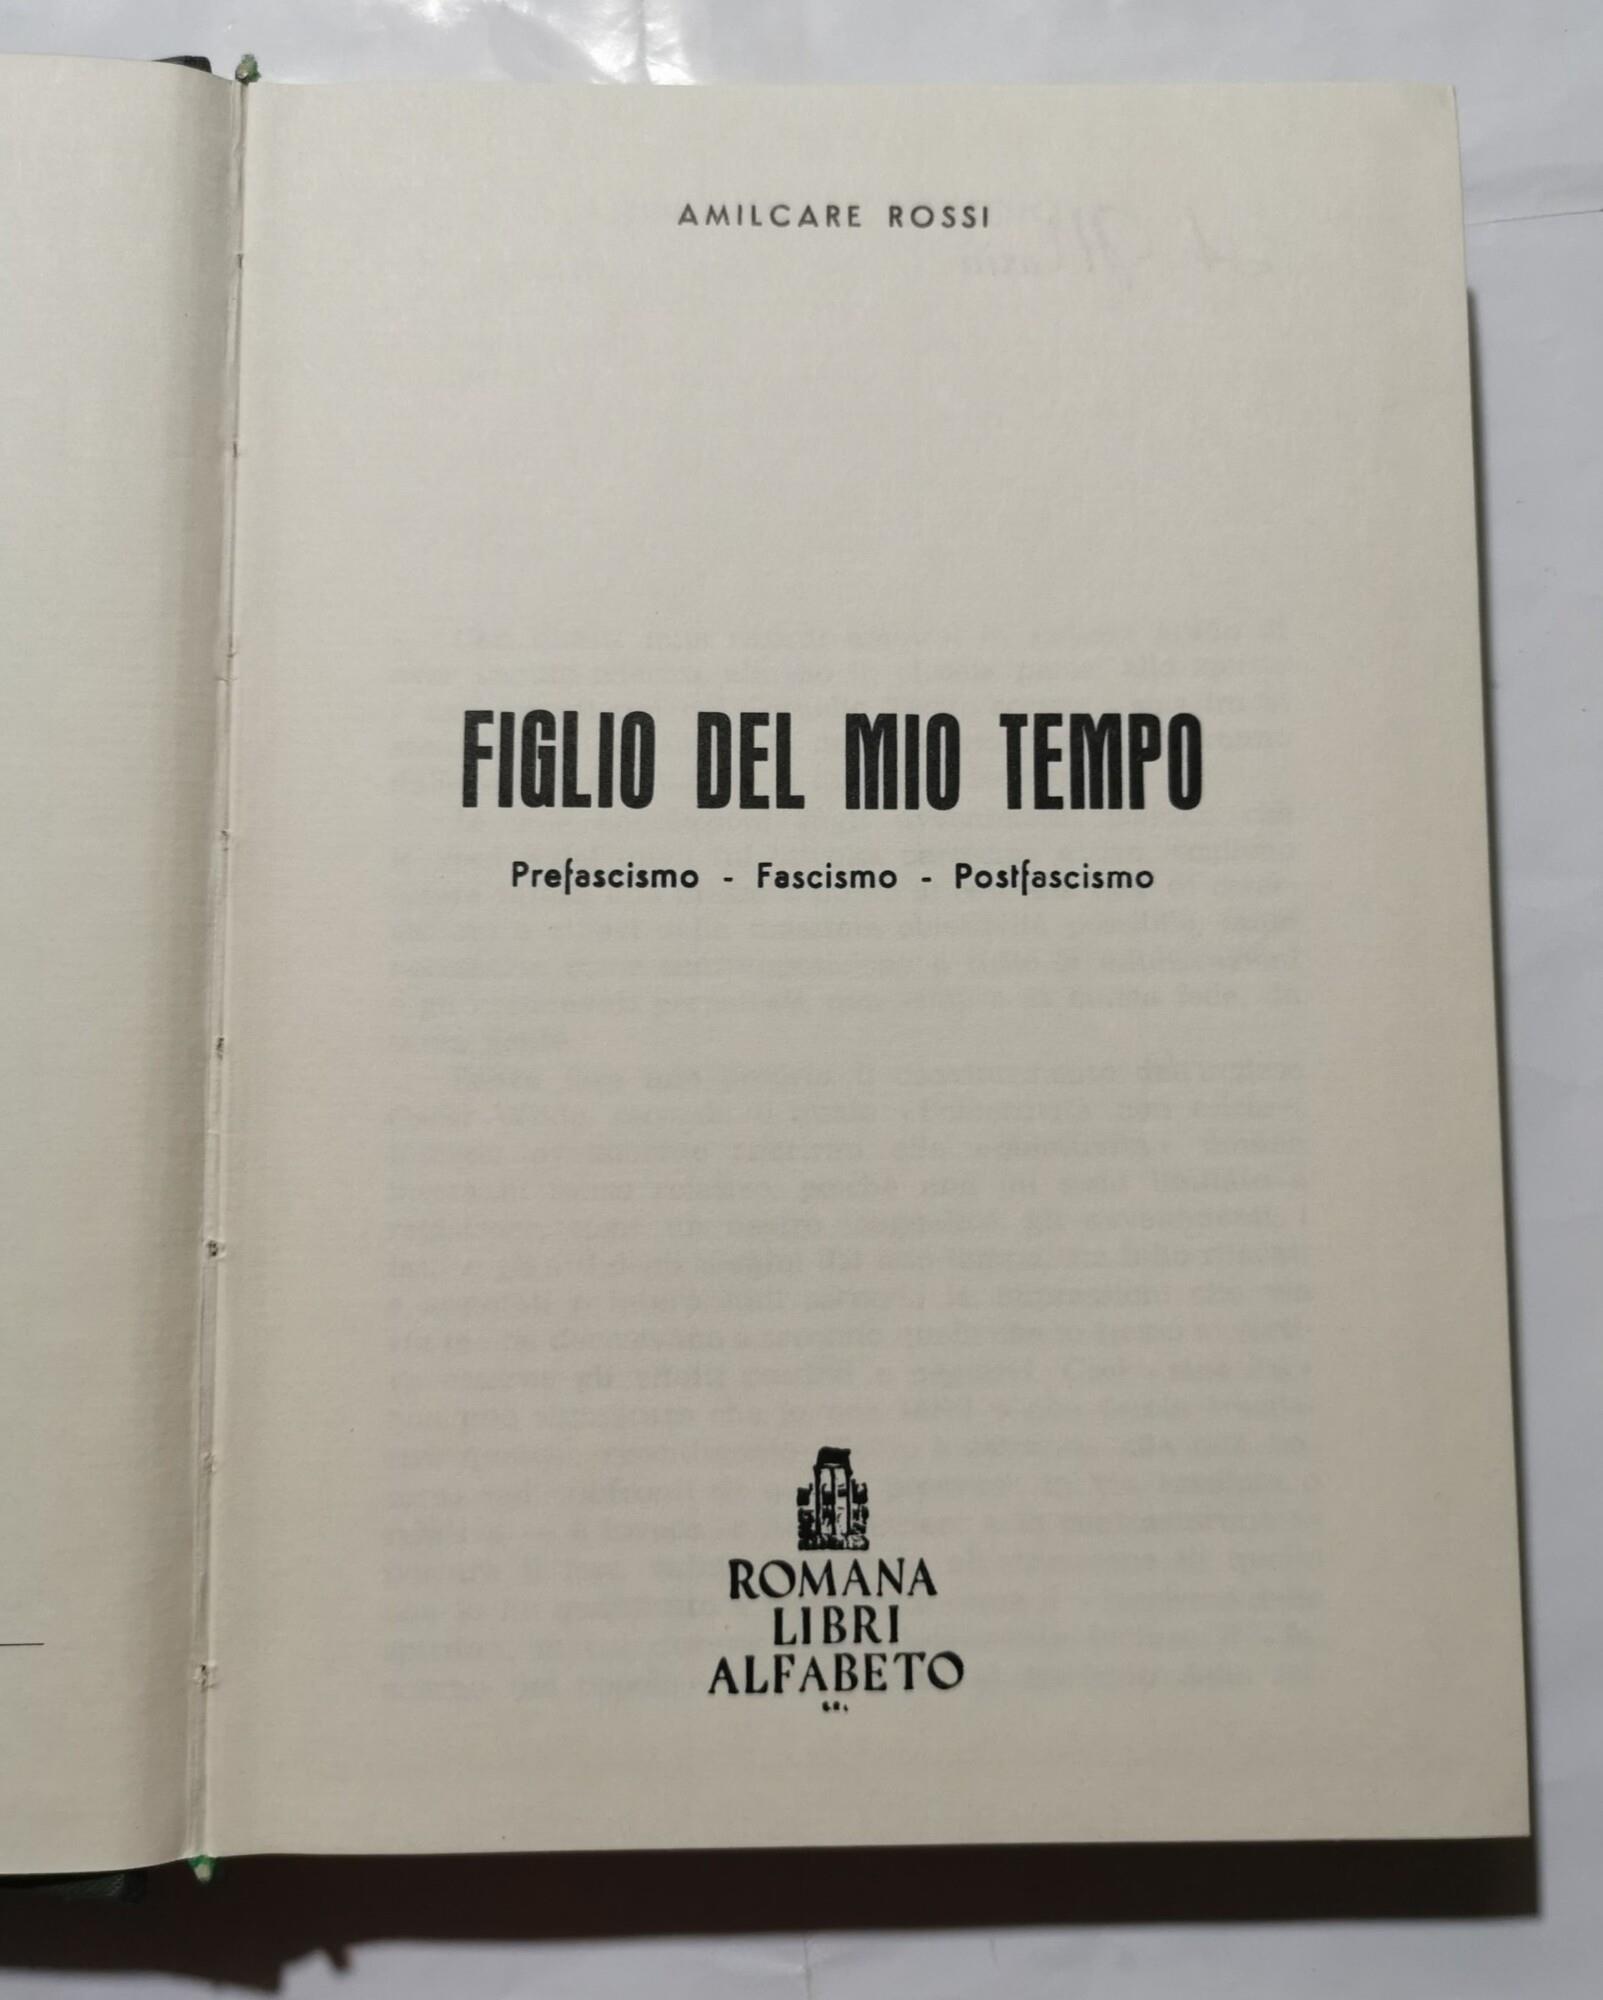 AMILCARE ROSSI
FIGLIO DEL MIO TEMPO
Prefascismo - Fascismo - Postfascismo
ROMANA
LIBRI
ALFABETO